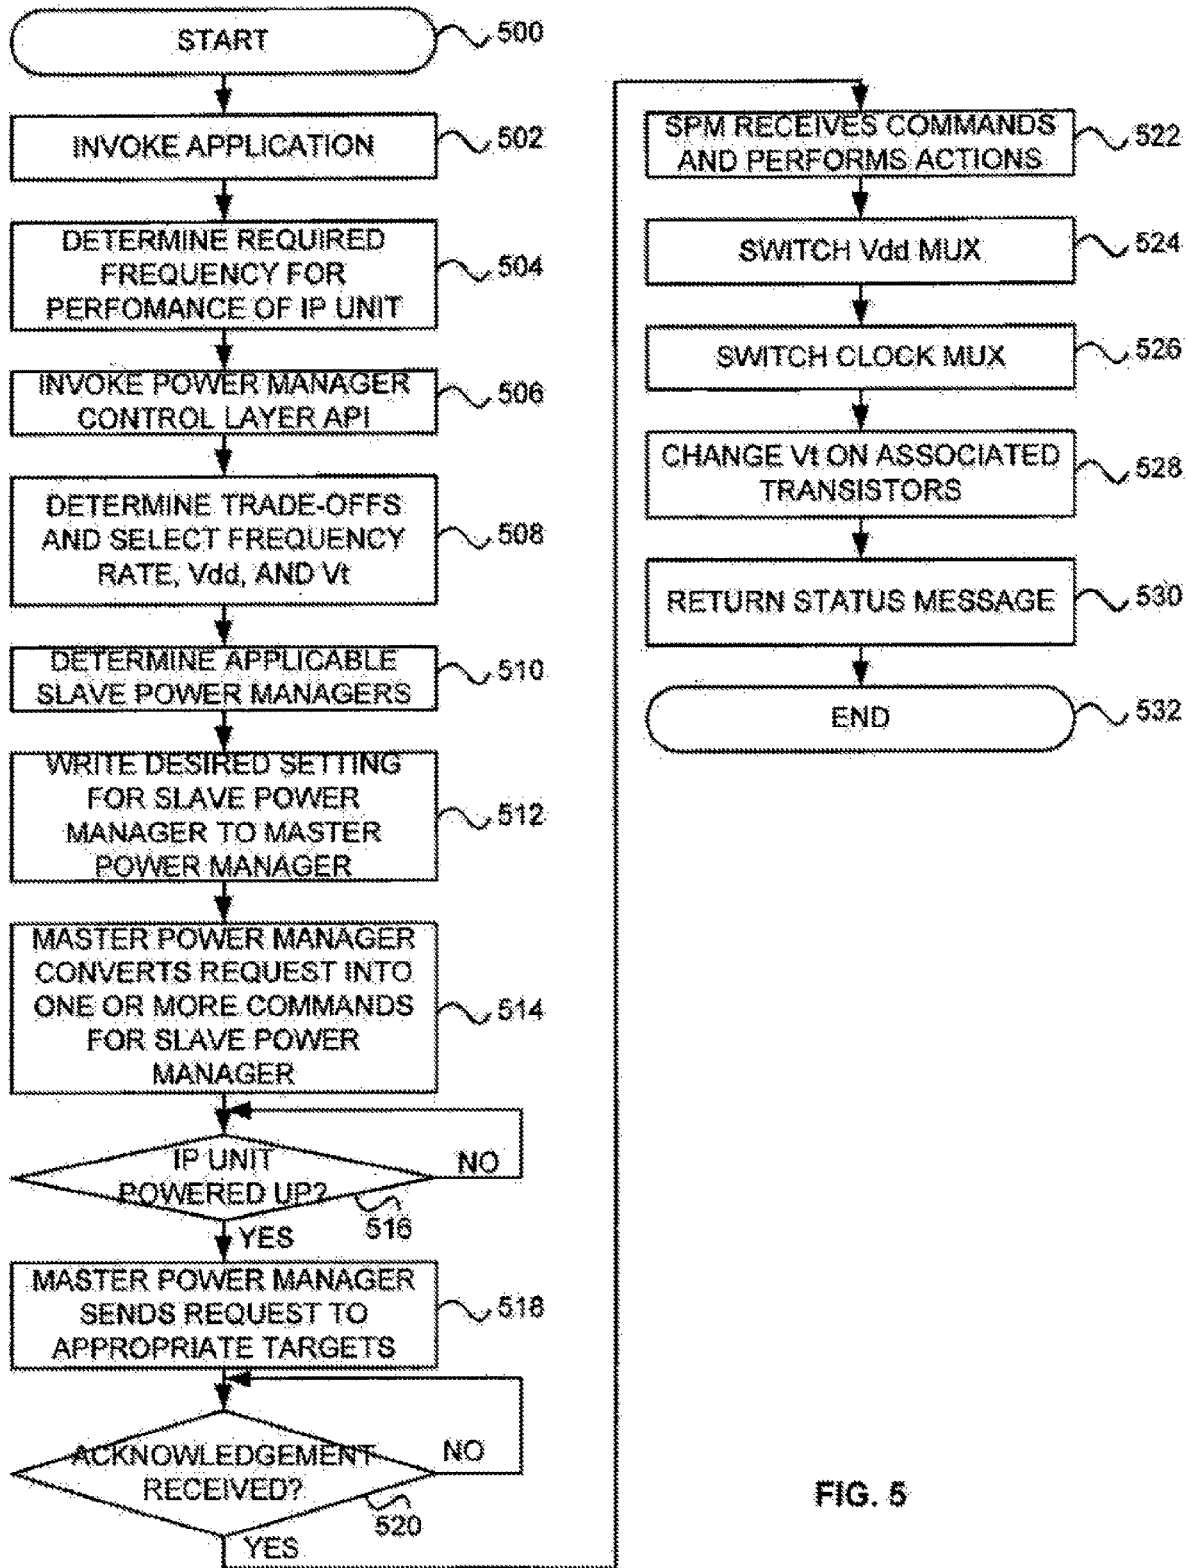 START
500
INVOKE APPLICATION
502
DETERMINE REQUIRED
FREQUENCY FOR
PERFOMANCE OF IP UNIT
504
INVOKE POWER MANAGER
CONTROL LAYER API
506
DETERMINE TRADE-OFFS
AND SELECT FREQUENCY
RATE, Vdd, AND Vt
508
DETERMINE APPLICABLE
SLAVE POWER MANAGERS
510
WRITE DESIRED SETTING
FOR SLAVE POWER
MANAGER TO MASTER
POWER MANAGER
512
MASTER POWER MANAGER
CONVERTS REQUEST INTO
ONE OR MORE COMMANDS
FOR SLAVE POWER
MANAGER
514
IP UNIT
POWERED UP?
NO
516
YES
MASTER POWER MANAGER
SENDS REQUEST TO
APPROPRIATE TARGETS
518
ACKNOWLEDGEMENT
RECEIVED?
NO
520
YES
SPM RECEIVES COMMANDS
AND PERFORMS ACTIONS
522
SWITCH Vdd MUX
524
SWITCH CLOCK MUX
526
CHANGE Vt ON ASSOCIATED
TRANSISTORS
528
RETURN STATUS MESSAGE
530
END
532
FIG. 5